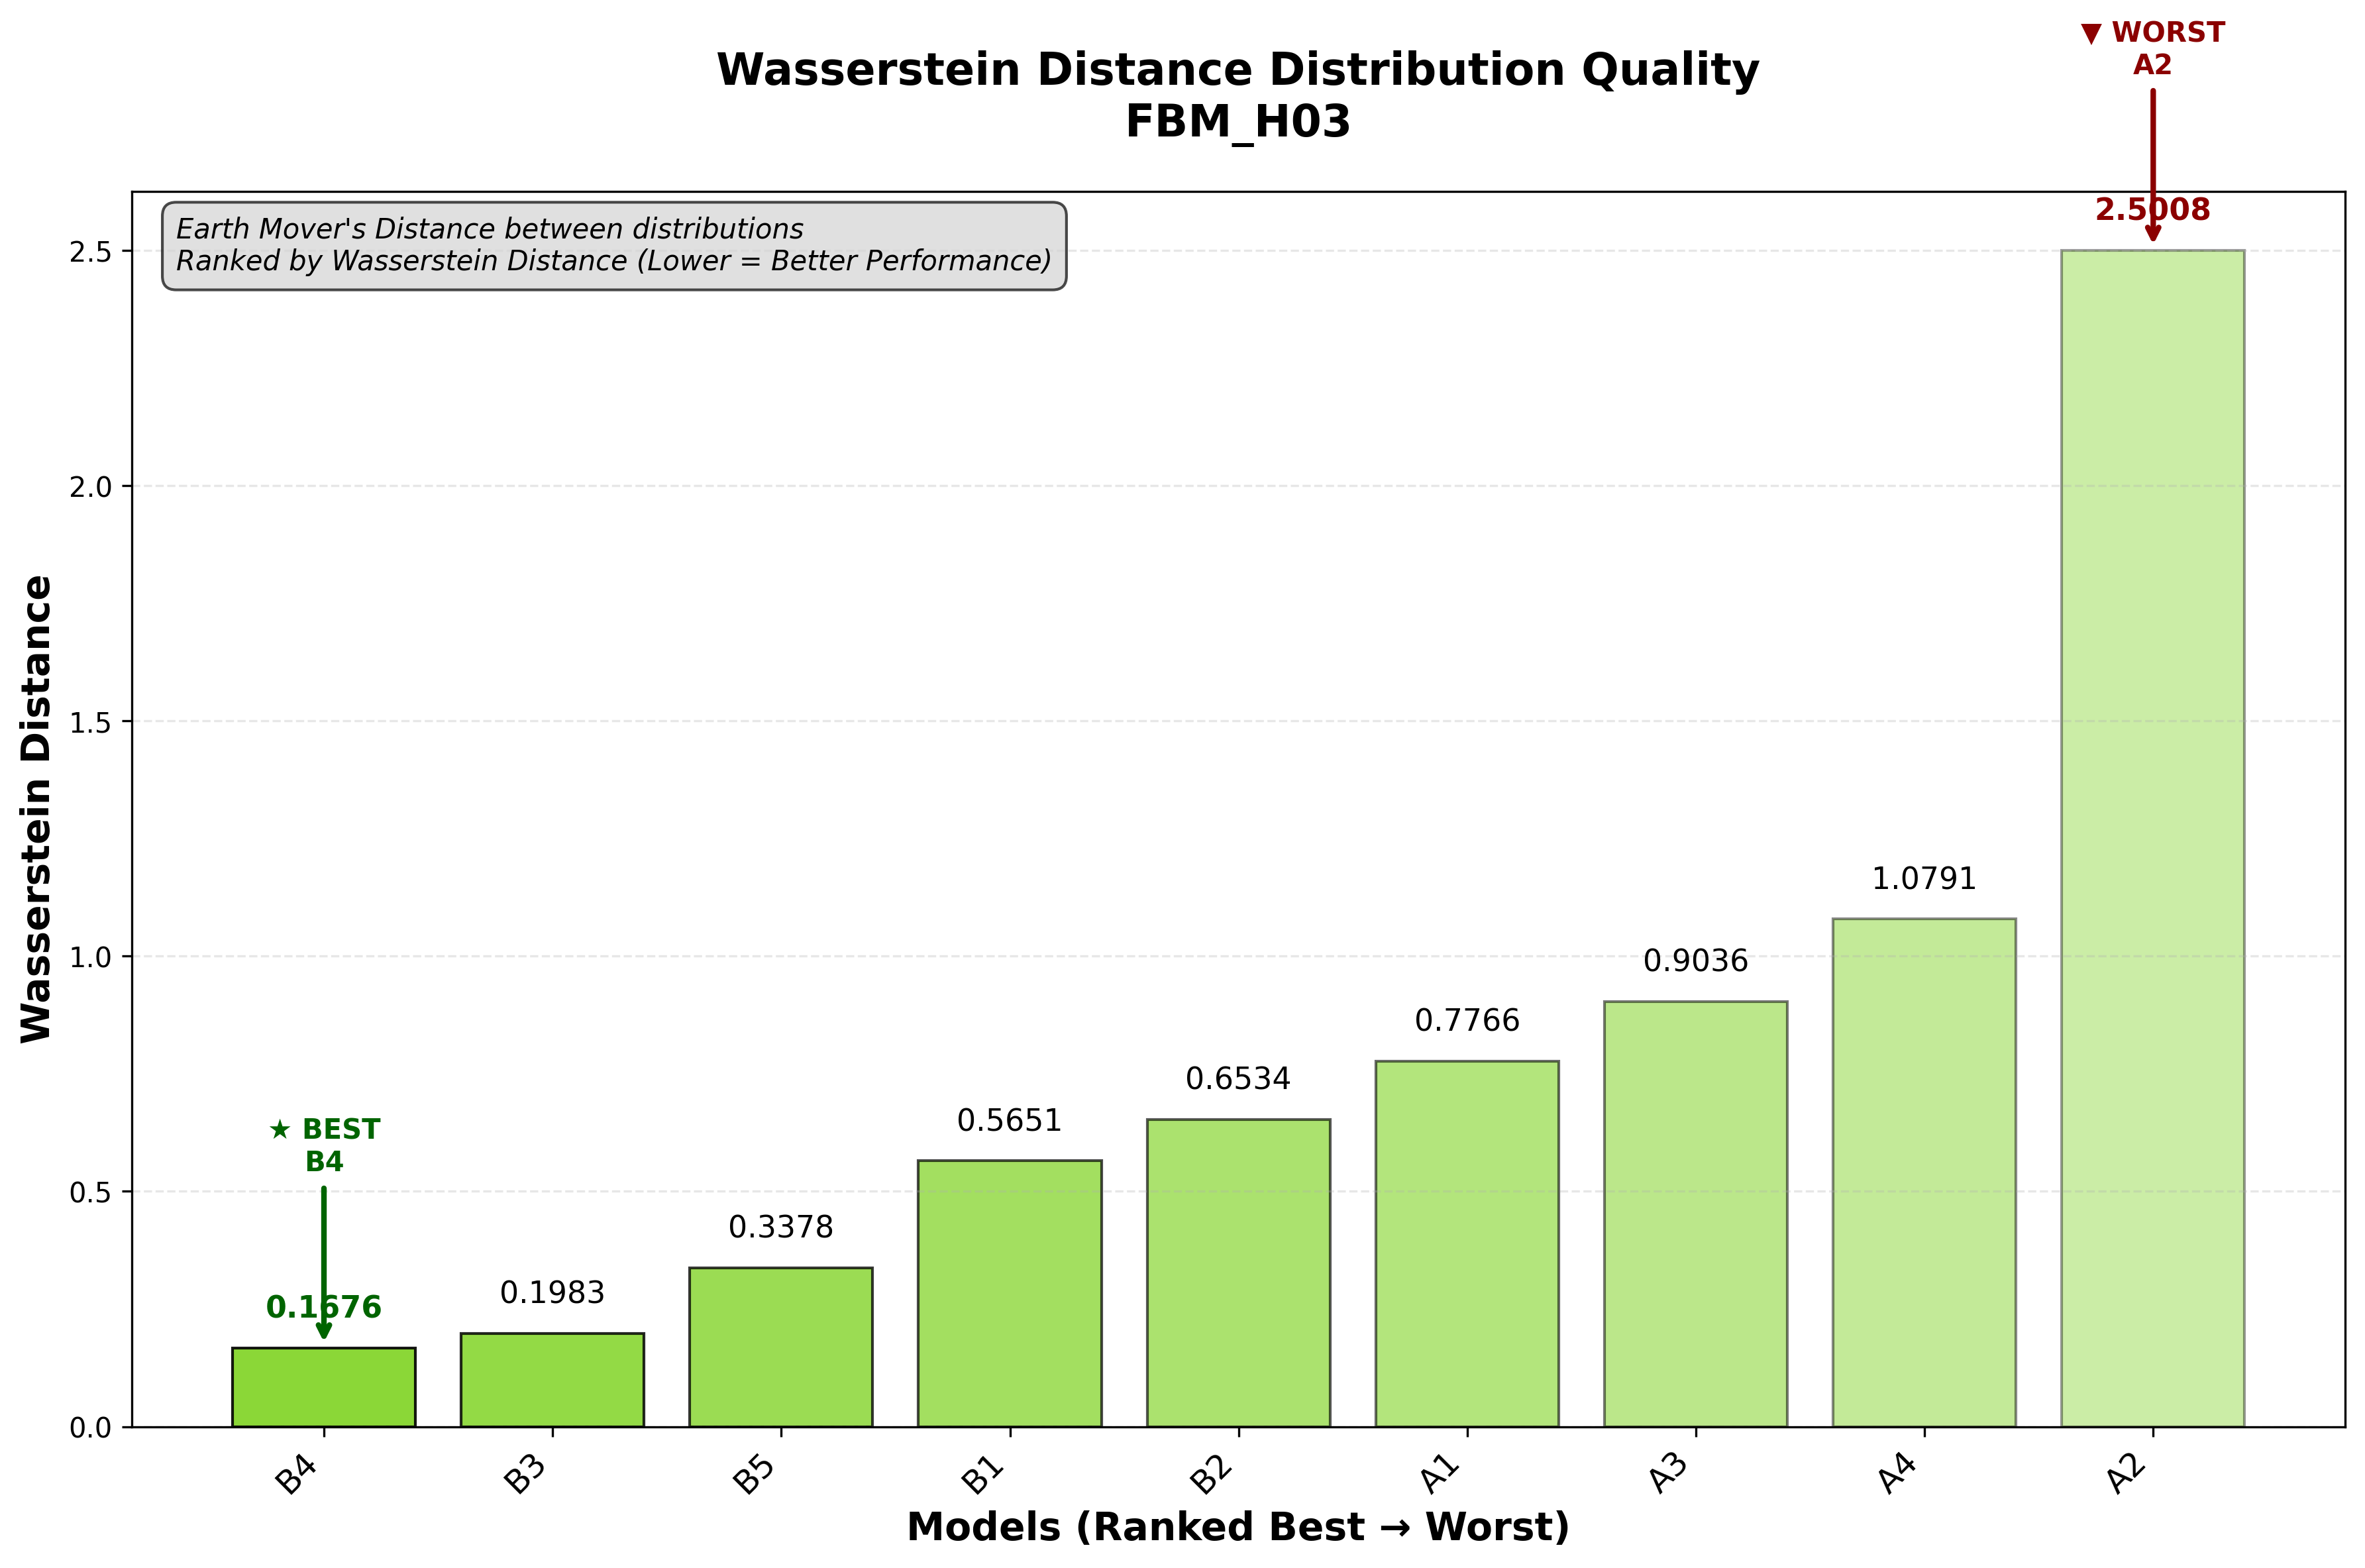 ▼ WORST
A2
Wasserstein Distance Distribution Quality
FBM_H03
Earth Mover's Distance between distributions
Ranked by Wasserstein Distance (Lower = Better Performance)
2.5008
2.5
2.0
1.5
1.0
0.5
0.0
Wasserstein Distance
★ BEST
B4
0.1676
0.1983
0.3378
0.5651
0.6534
0.7766
0.9036
1.0791
B4
B3
B5
B1
B2
A1
A3
A4
A2
Models (Ranked Best → Worst)